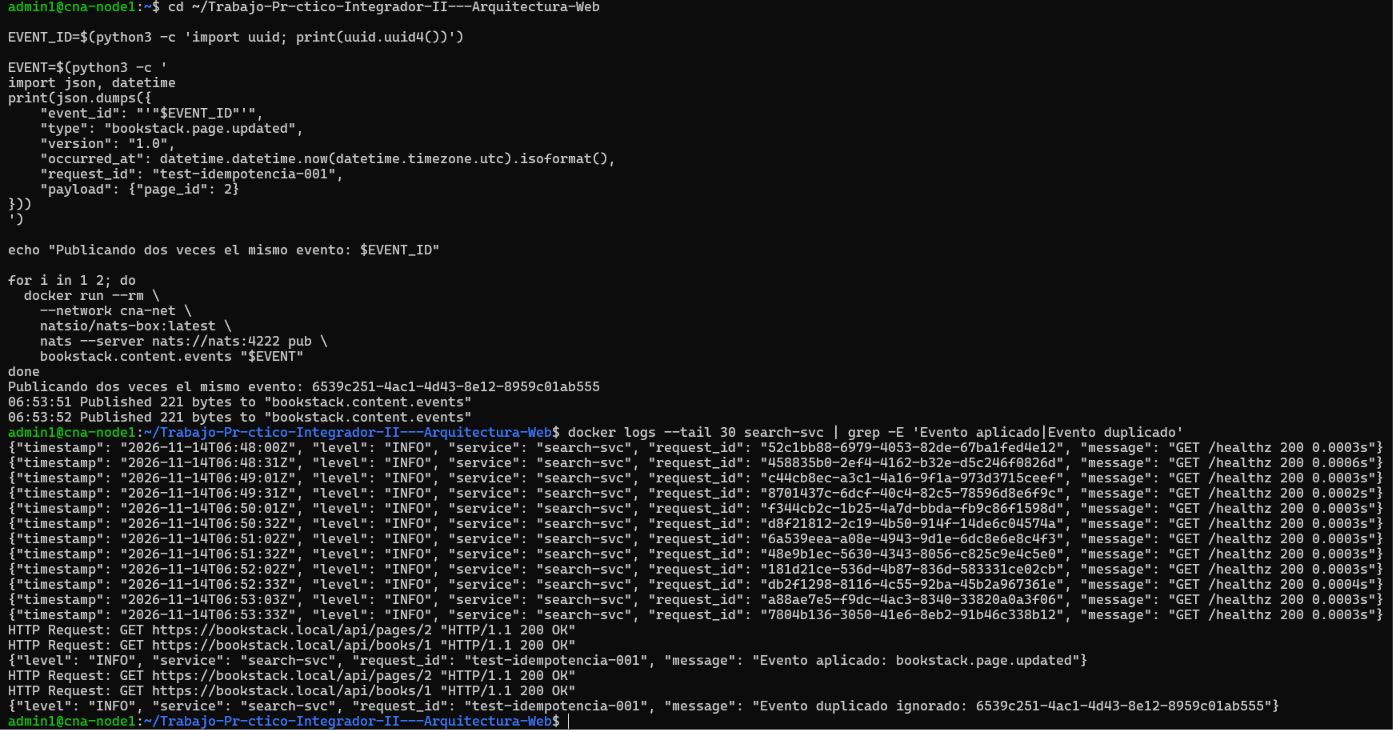 admin1@cna-node1:~$ cd ~/Trabajo-Pr-ctico-Integrador-II---Arquitectura-Web

EVENT_ID=$(python3 -c 'import uuid; print(uuid.uuid4())')

EVENT=$(python3 -c '
import json, datetime
print(json.dumps({
    "event_id": "'"$EVENT_ID"'",
    "type": "bookstack.page.updated",
    "version": "1.0",
    "occurred_at": datetime.datetime.now(datetime.timezone.utc).isoformat(),
    "request_id": "test-idempotencia-001",
    "payload": {"page_id": 2}
}))
')

echo "Publicando dos veces el mismo evento: $EVENT_ID"

for i in 1 2; do
  docker run --rm \
    --network cna-net \
    natsio/nats-box:latest \
    nats --server nats://nats:4222 pub \
    bookstack.content.events "$EVENT"
done
Publicando dos veces el mismo evento: 6539c251-4ac1-4d43-8e12-8959c01ab555
06:53:51 Published 221 bytes to "bookstack.content.events"
06:53:52 Published 221 bytes to "bookstack.content.events"
admin1@cna-node1:~/Trabajo-Pr-ctico-Integrador-II---Arquitectura-Web$ docker logs --tail 30 search-svc | grep -E 'Evento aplicado|Evento duplicado'
{"timestamp": "2026-11-14T06:48:00Z", "level": "INFO", "service": "search-svc", "request_id": "52c1bb88-6979-4053-82de-67ba1fed4e12", "message": "GET /healthz 200 0.0003s"}
{"timestamp": "2026-11-14T06:48:31Z", "level": "INFO", "service": "search-svc", "request_id": "458835b0-2ef4-4162-b32e-d5c246f0826d", "message": "GET /healthz 200 0.0006s"}
{"timestamp": "2026-11-14T06:49:01Z", "level": "INFO", "service": "search-svc", "request_id": "c44cb8ec-a3c1-4a16-9f1a-973d3715ceef", "message": "GET /healthz 200 0.0003s"}
{"timestamp": "2026-11-14T06:49:31Z", "level": "INFO", "service": "search-svc", "request_id": "8701437c-6dcf-40c4-82c5-78596d8e6f9c", "message": "GET /healthz 200 0.0002s"}
{"timestamp": "2026-11-14T06:50:01Z", "level": "INFO", "service": "search-svc", "request_id": "f344cb2c-1b25-4a7d-bbda-fb9c86f1598d", "message": "GET /healthz 200 0.0003s"}
{"timestamp": "2026-11-14T06:50:32Z", "level": "INFO", "service": "search-svc", "request_id": "d8f21812-2c19-4b50-914f-14de6c04574a", "message": "GET /healthz 200 0.0003s"}
{"timestamp": "2026-11-14T06:51:02Z", "level": "INFO", "service": "search-svc", "request_id": "6a539eea-a08e-4943-9d1e-6dc8e6e8c4f3", "message": "GET /healthz 200 0.0003s"}
{"timestamp": "2026-11-14T06:51:32Z", "level": "INFO", "service": "search-svc", "request_id": "48e9b1ec-5630-4343-8056-c825c9e4c5e0", "message": "GET /healthz 200 0.0003s"}
{"timestamp": "2026-11-14T06:52:02Z", "level": "INFO", "service": "search-svc", "request_id": "181d21ce-536d-4b87-836d-583331ce02cb", "message": "GET /healthz 200 0.0003s"}
{"timestamp": "2026-11-14T06:52:33Z", "level": "INFO", "service": "search-svc", "request_id": "db2f1298-8116-4c55-92ba-45b2a967361e", "message": "GET /healthz 200 0.0004s"}
{"timestamp": "2026-11-14T06:53:03Z", "level": "INFO", "service": "search-svc", "request_id": "a88ae7e5-f9dc-4ac3-8340-33820a0a3f06", "message": "GET /healthz 200 0.0003s"}
{"timestamp": "2026-11-14T06:53:33Z", "level": "INFO", "service": "search-svc", "request_id": "7804b136-3050-41e6-8eb2-91b46c338b12", "message": "GET /healthz 200 0.0003s"}
HTTP Request: GET https://bookstack.local/api/pages/2 "HTTP/1.1 200 OK"
HTTP Request: GET https://bookstack.local/api/books/1 "HTTP/1.1 200 OK"
{"level": "INFO", "service": "search-svc", "request_id": "test-idempotencia-001", "message": "Evento aplicado: bookstack.page.updated"}
HTTP Request: GET https://bookstack.local/api/pages/2 "HTTP/1.1 200 OK"
HTTP Request: GET https://bookstack.local/api/books/1 "HTTP/1.1 200 OK"
{"level": "INFO", "service": "search-svc", "request_id": "test-idempotencia-001", "message": "Evento duplicado ignorado: 6539c251-4ac1-4d43-8e12-8959c01ab555"}
admin1@cna-node1:~/Trabajo-Pr-ctico-Integrador-II---Arquitectura-Web$